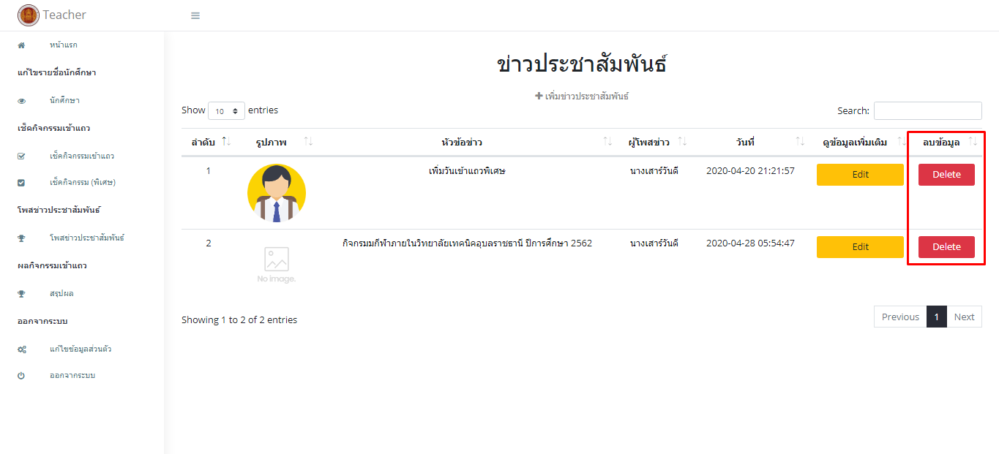 Teacher
หน้าแรก
แก้ไขรายชื่อนักศึกษา
นักศึกษา
เช็คกิจกรรมเข้าแถว
เช็คกิจกรรมเข้าแถว
เช็คกิจกรรม (พิเศษ)
โพสข่าวประชาสัมพันธ์
โพสข่าวประชาสัมพันธ์
ผลกิจกรรมเข้าแถว
สรุปผล
ออกจากระบบ
แก้ไขข้อมูลส่วนตัว
ออกจากระบบ
ข่าวประชาสัมพันธ์
เพิ่มข่าวประชาสัมพันธ์
Show 10 entries Search:
ลำดับ รูปภาพ หัวข้อข่าว ผู้โพสข่าว วันที่ ดูข้อมูลเพิ่มเติม ลบข้อมูล
1 เพิ่มวันเข้าแถวพิเศษ นางเสาร์วันดี 2020-04-20 21:21:57 Edit Delete
2 กิจกรมมกีฬาภายในวิทยาลัยเทคนิคอุบลราชธานี ปีการศึกษา 2562 นางเสาร์วันดี 2020-04-28 05:54:47 Edit Delete
No image.
Showing 1 to 2 of 2 entries Previous 1 Next